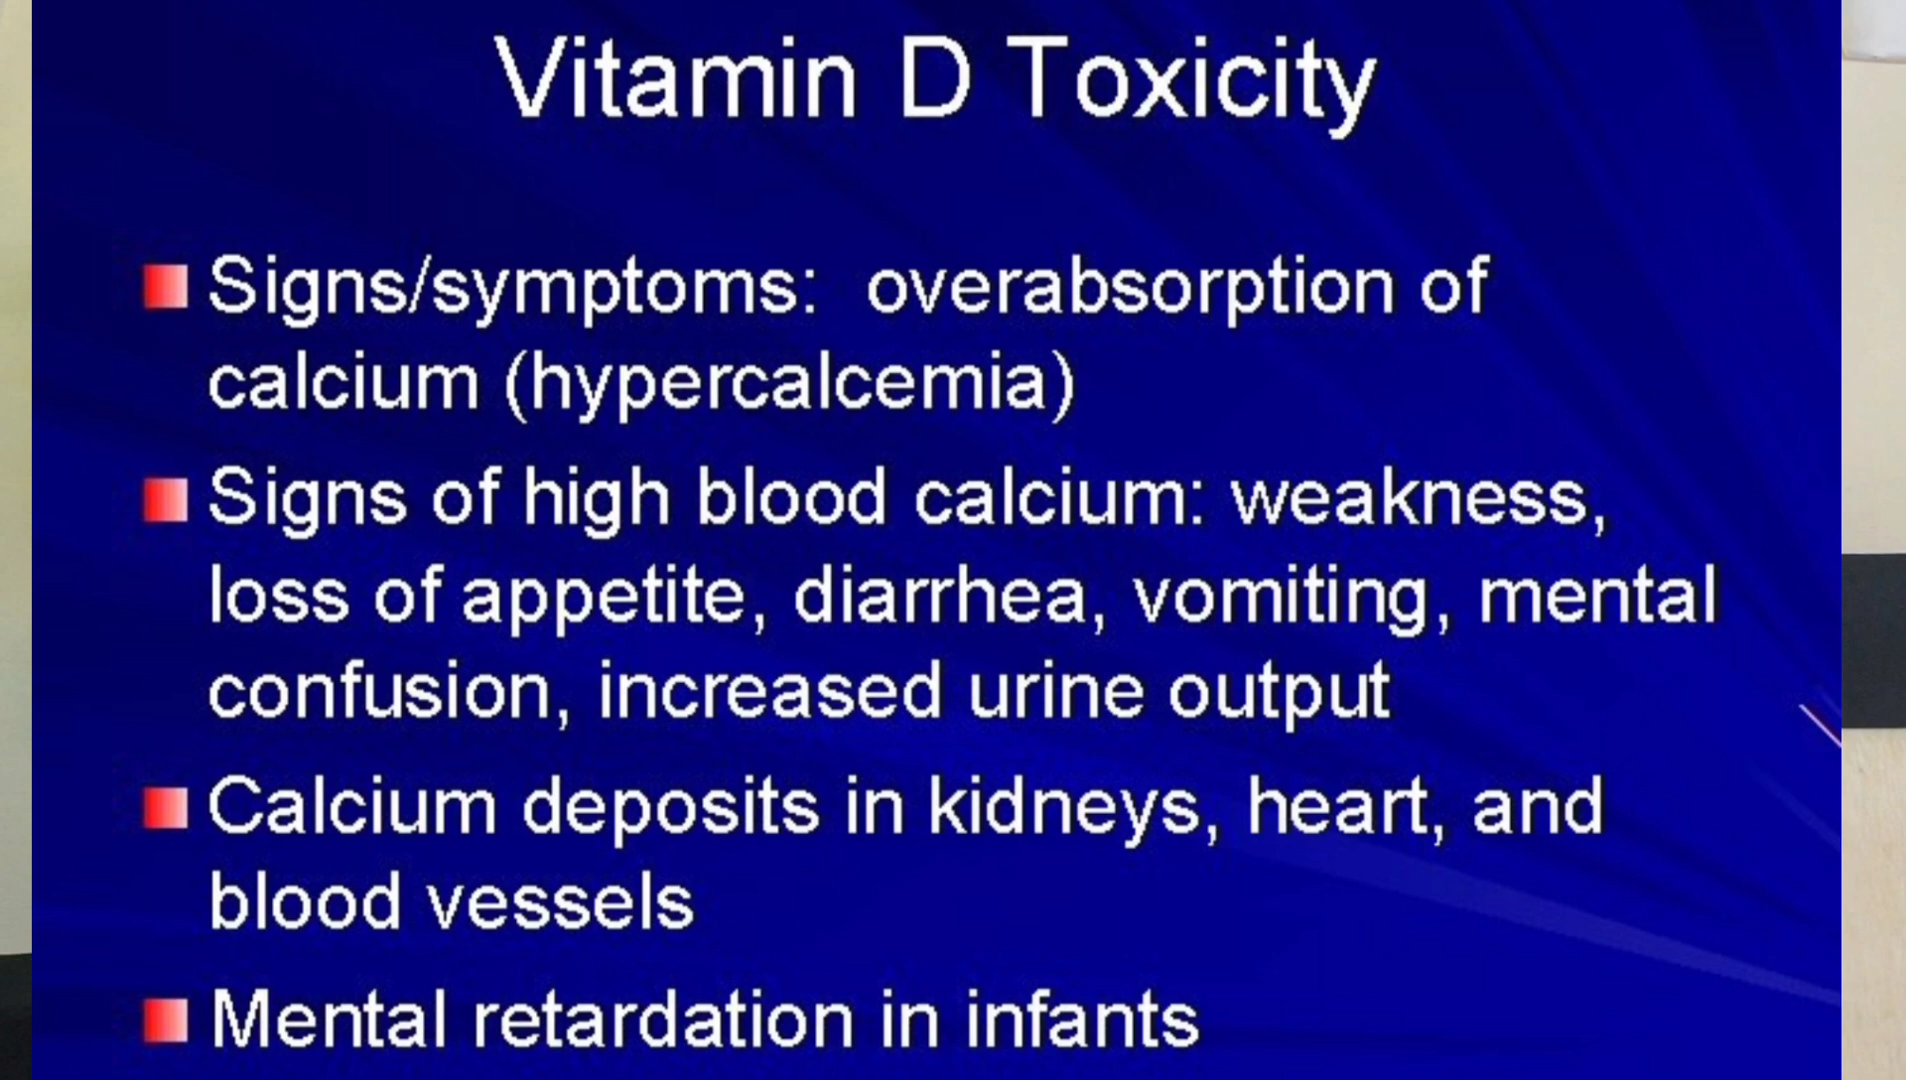 Vitamin D Toxicity
Signs/symptoms: overabsorption of
calcium (hypercalcemia)
Signs of high blood calcium: weakness,
loss of appetite, diarrhea, vomiting, mental
confusion, increased urine output
Calcium deposits in kidneys, heart, and
blood vessels
Mental retardation in infants